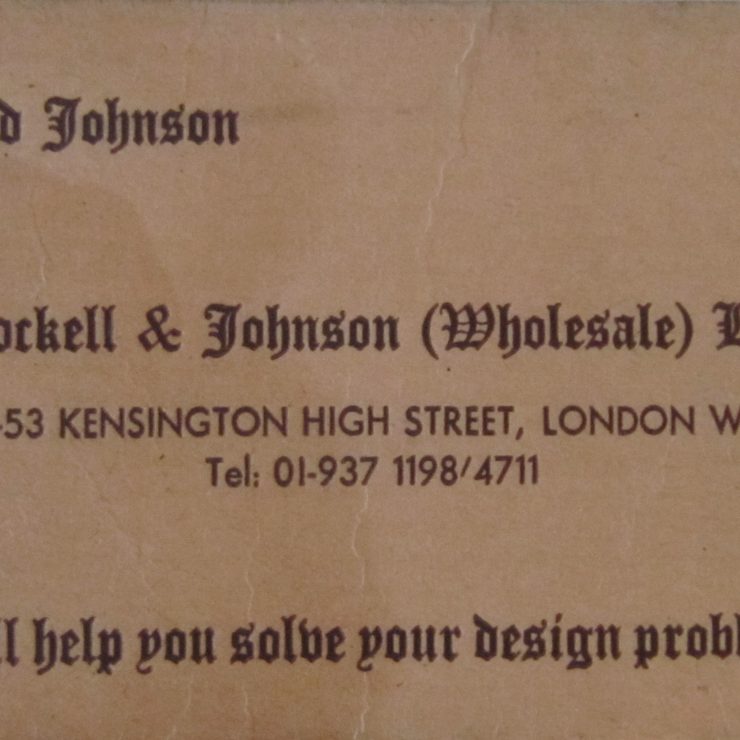 d Johnson
ockell & Johnson (Wholesale) L
-53 KENSINGTON HIGH STREET, LONDON W
Tel: 01-937 1198/4711
ll help you solve your design probl